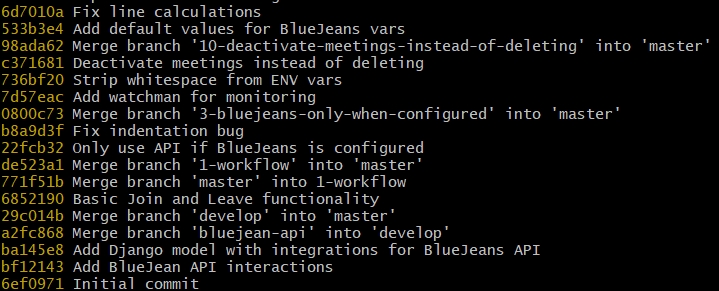 6d7010a Fix line calculations
533b3e4 Add default values for BlueJeans vars
98ada62 Merge branch '10-deactivate-meetings-instead-of-deleting' into 'master'
c371681 Deactivate meetings instead of deleting
736bf20 Strip whitespace from ENV vars
7d57eac Add watchman for monitoring
0800c73 Merge branch '3-bluejeans-only-when-configured' into 'master'
b8a9d3f Fix indentation bug
22fcb32 Only use API if BlueJeans is configured
de523a1 Merge branch '1-workflow' into 'master'
771f51b Merge branch 'master' into 1-workflow
6852190 Basic Join and Leave functionality
29c014b Merge branch 'develop' into 'master'
a2fc868 Merge branch 'bluejean-api' into 'develop'
ba145e8 Add Django model with integrations for BlueJeans API
bf12143 Add BlueJean API interactions
6ef0971 Initial commit